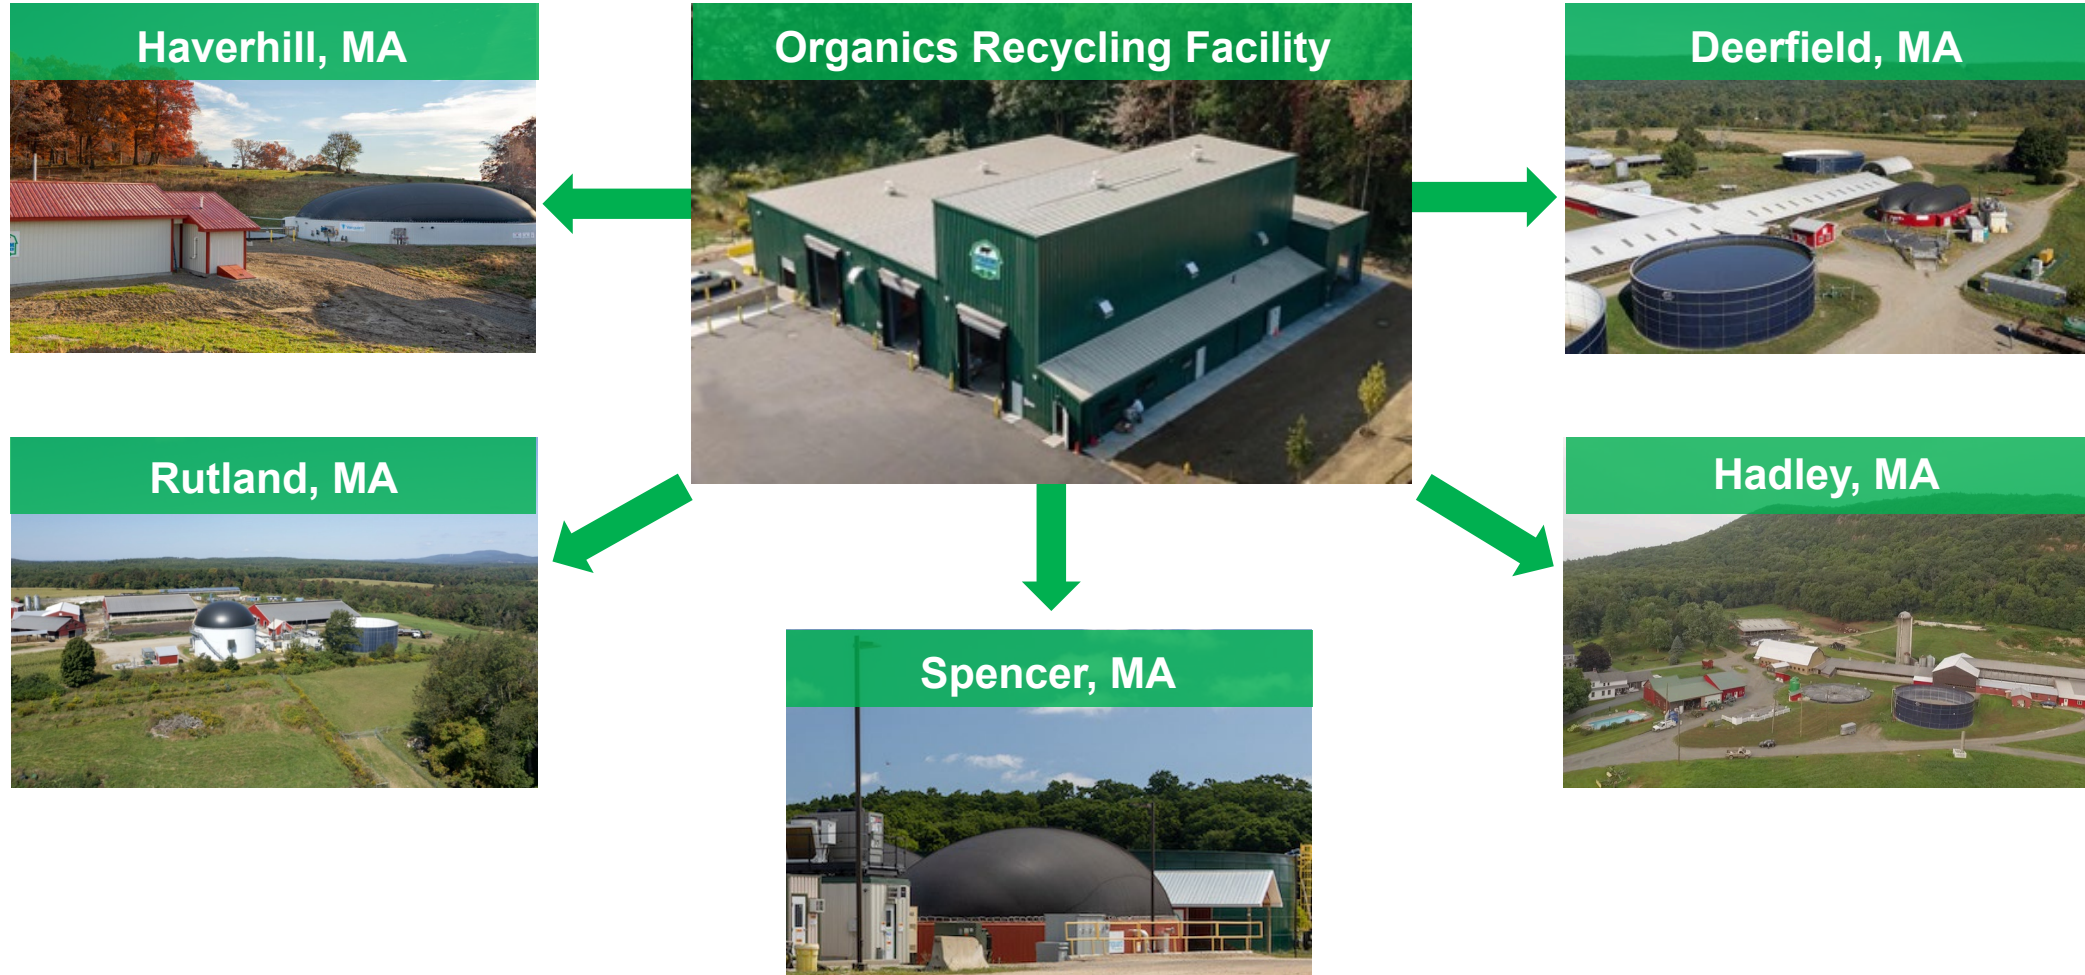 Haverhill, MA
Organics Recycling Facility
Deerfield, MA
Rutland, MA
Hadley, MA
Spencer, MA